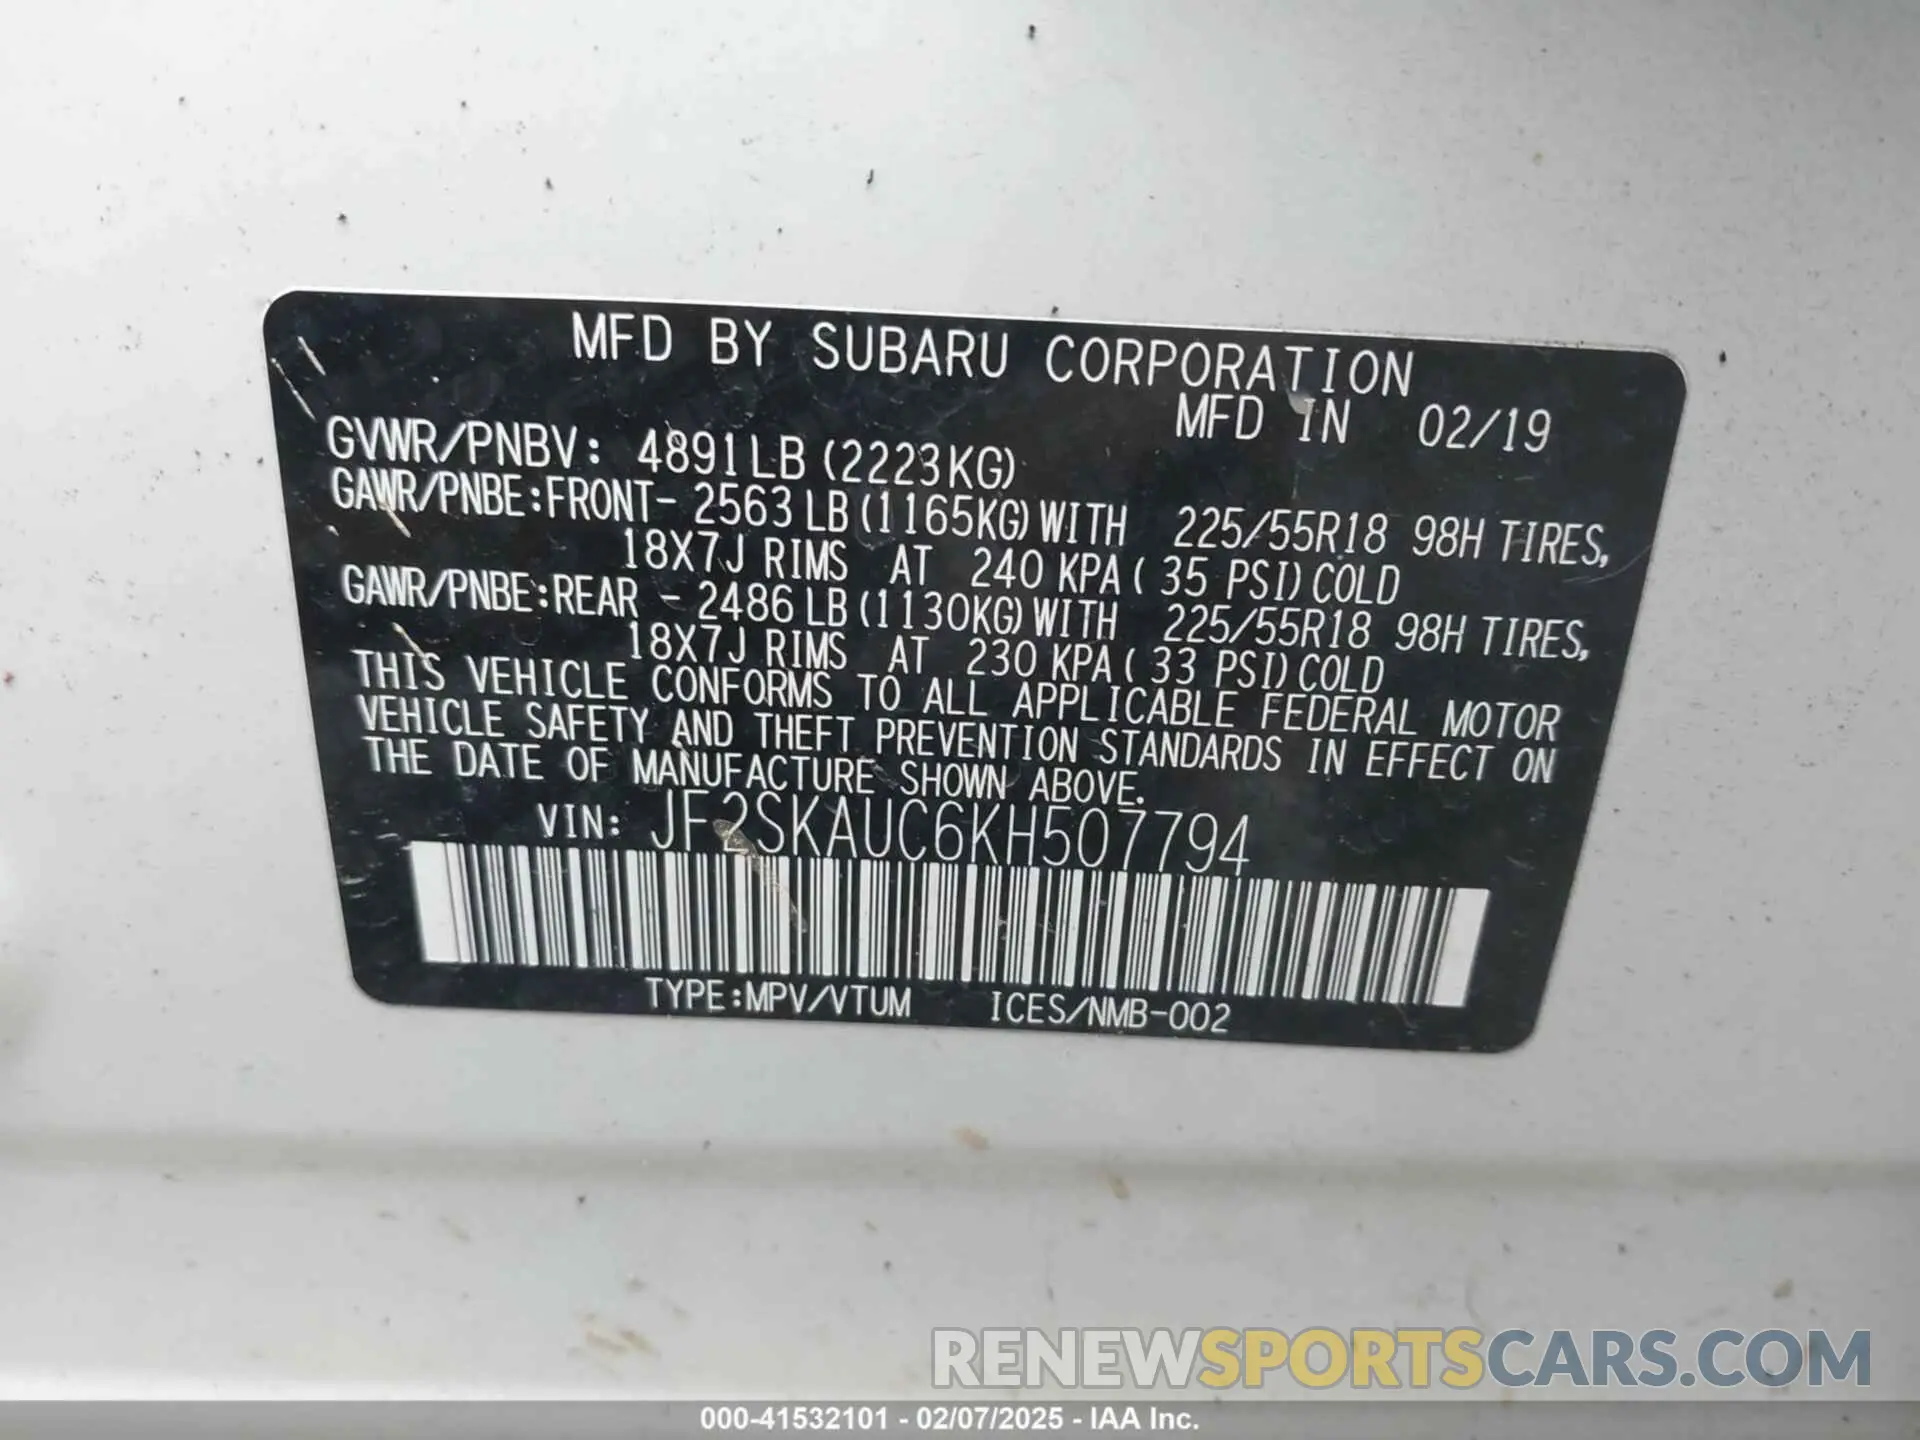 MFD BY SUBARU CORPORATION
MFD IN 02/19
GVWR/PNBV: 4891LB (2223KG)
GAWR/PNBE:FRONT- 2563 LB (1165KG) WITH 225/55R18 98H TIRES,
18X7J RIMS AT 240 KPA ( 35 PSI) COLD
GAWR/PNBE:REAR - 2486 LB (1130KG) WITH 225/55R18 98H TIRES,
18X7J RIMS AT 230 KPA ( 33 PSI) COLD
THIS VEHICLE CONFORMS TO ALL APPLICABLE FEDERAL MOTOR
VEHICLE SAFETY AND THEFT PREVENTION STANDARDS IN EFFECT ON
THE DATE OF MANUFACTURE SHOWN ABOVE.
VIN: JF2SKAUC6KH507794
TYPE:MPV/VTUM ICES/NMB-002
RENEWSPORTSCARS.COM
000-41532101 - 02/07/2025 - IAA Inc.